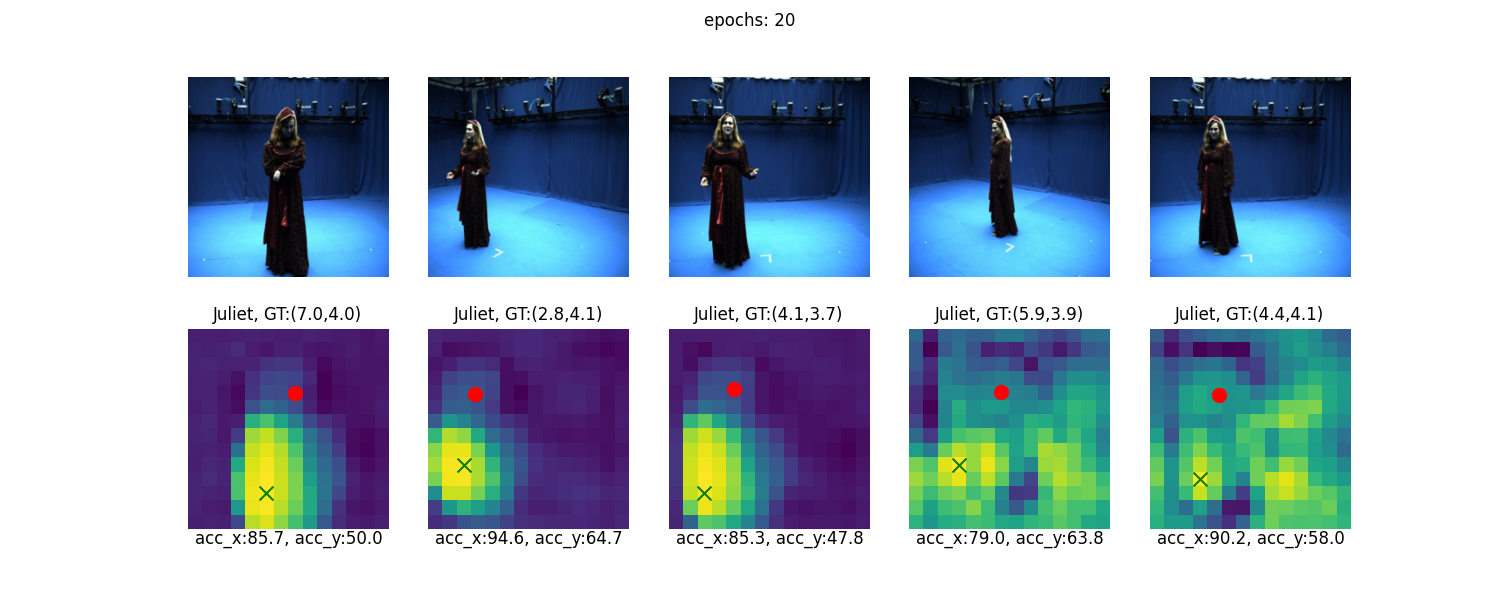 epochs: 20
Juliet, GT:(7.0,4.0)
Juliet, GT:(2.8,4.1)
Juliet, GT:(4.1,3.7)
Juliet, GT:(5.9,3.9)
Juliet, GT:(4.4,4.1)
acc_x:85.7, acc_y:50.0
acc_x:94.6, acc_y:64.7
acc_x:85.3, acc_y:47.8
acc_x:79.0, acc_y:63.8
acc_x:90.2, acc_y:58.0